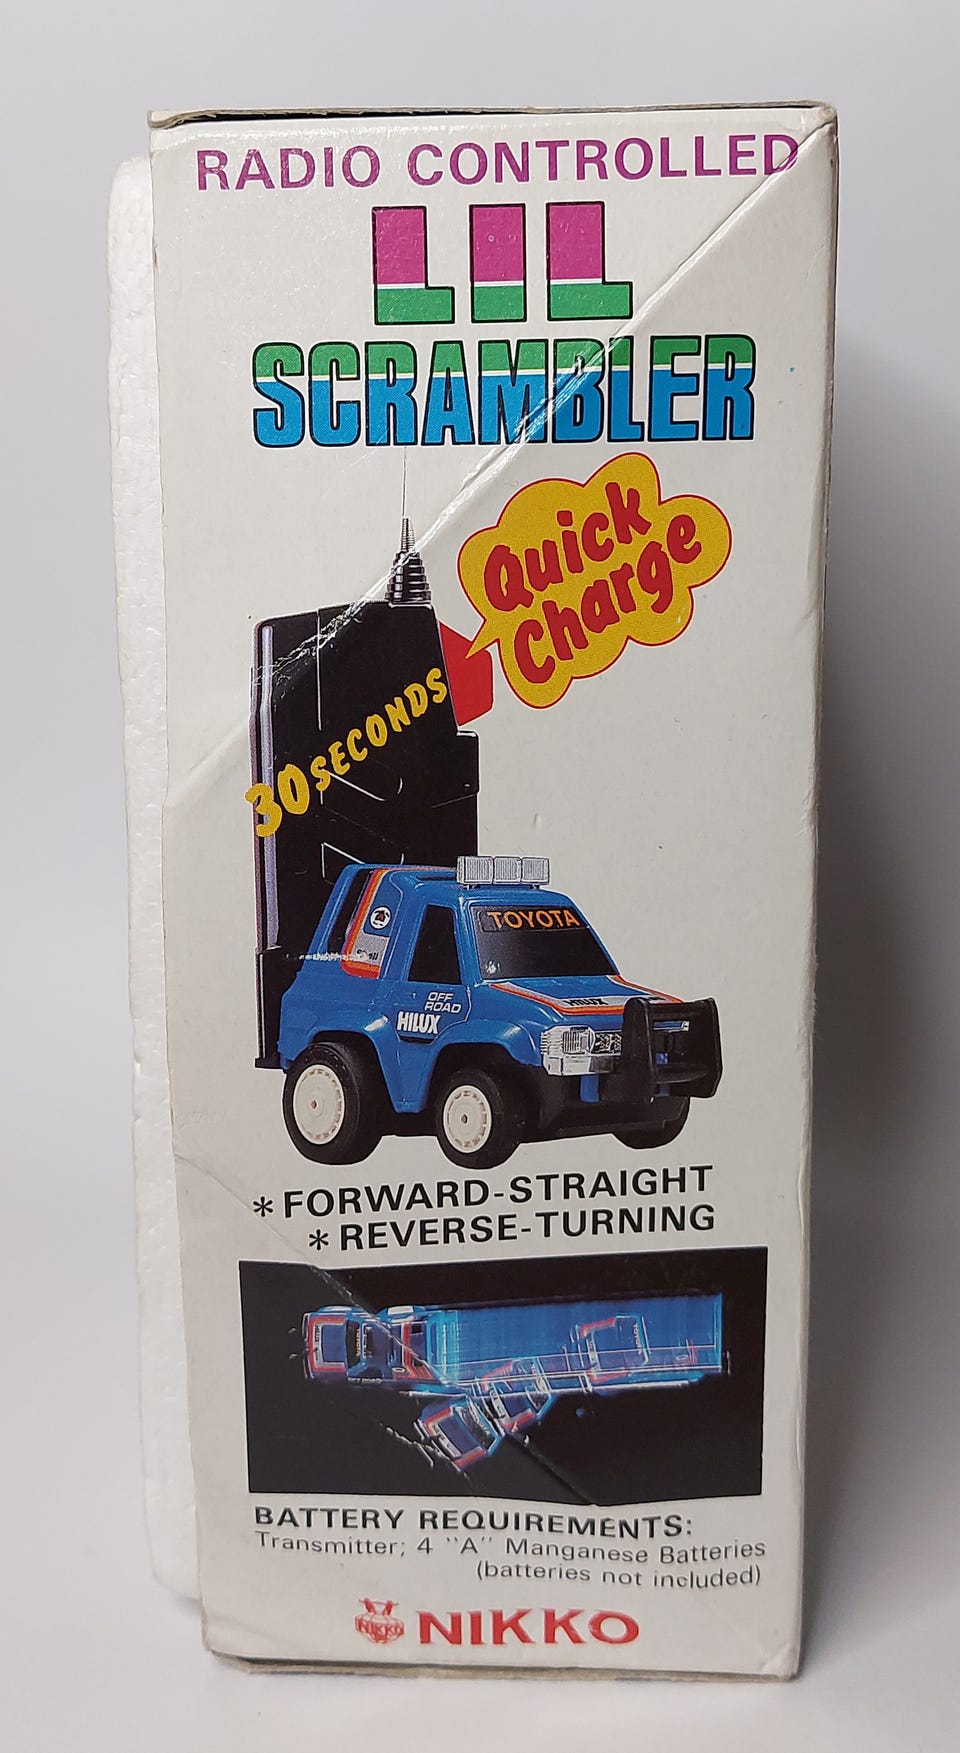 RADIO CONTROLLED
LIL
SCRAMBLER
Quick
Charge
30 SECONDS
TOYOTA
HILUX
OFF
ROAD
HILUX
* FORWARD-STRAIGHT
* REVERSE-TURNING
BATTERY REQUIREMENTS:
Transmitter; 4 "A" Manganese Batteries
(batteries not included)
NIKKO
NIKKO